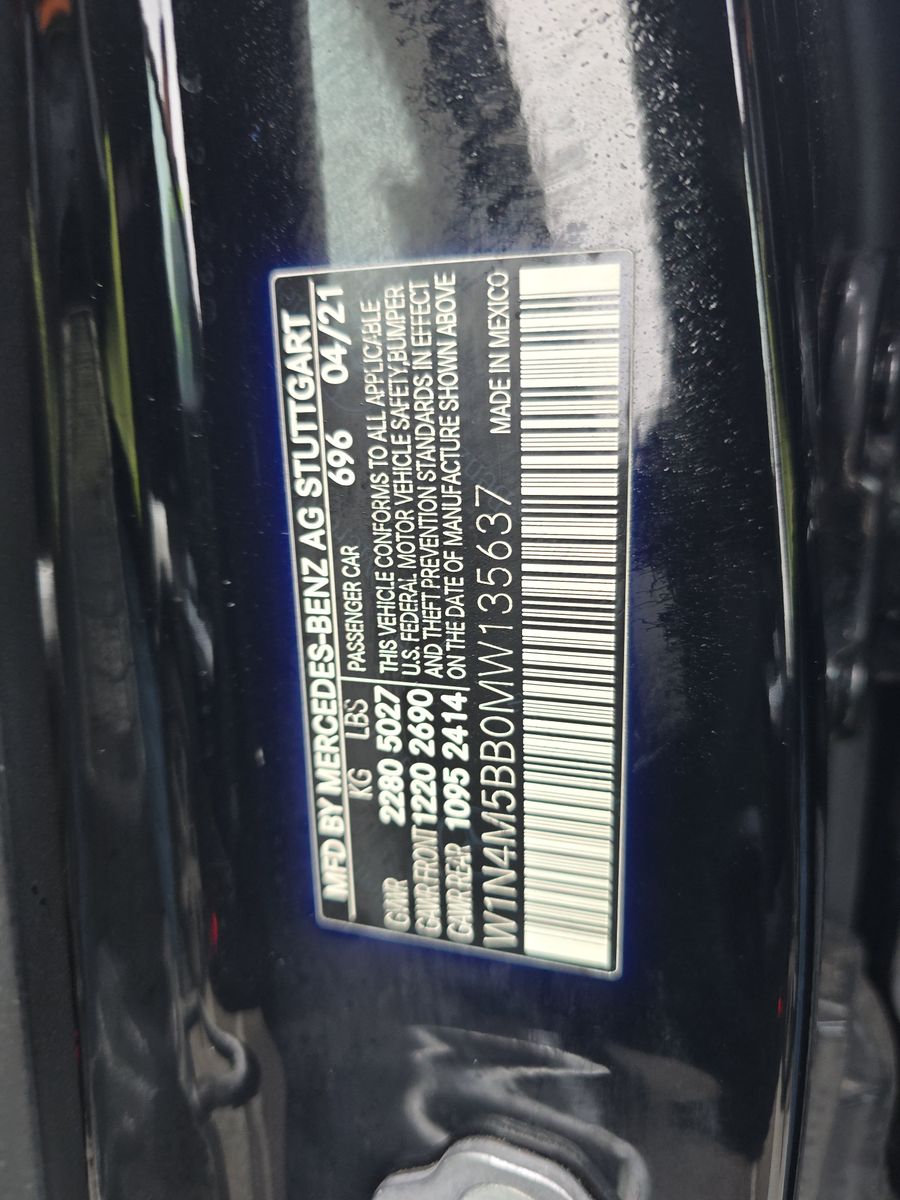 MFD BY MERCEDES-BENZ AG STUTTGART
KG LBS PASSENGER CAR 696 04/21
GAWR 2280 5027 THIS VEHICLE CONFORMS TO ALL APPLICABLE
GAWR FRONT 1220 2690 U.S. FEDERAL MOTOR VEHICLE SAFETY,BUMPER
GAWR REAR 1095 2414 AND THEFT PREVENTION STANDARDS IN EFFECT
ON THE DATE OF MANUFACTURE SHOWN ABOVE
W1N4M5BB0MW135637 MADE IN MEXICO